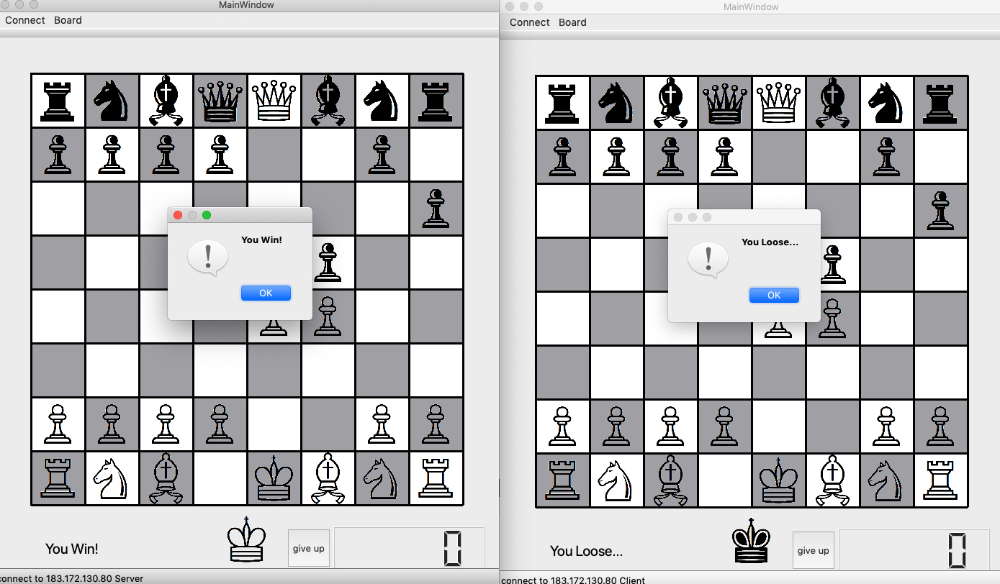 MainWindow
Connect Board
You Win!
OK
You Win!
give up
0
connect to 183.172.130.80 Server
MainWindow
Connect Board
You Loose...
OK
You Loose...
give up
0
connect to 183.172.130.80 Client